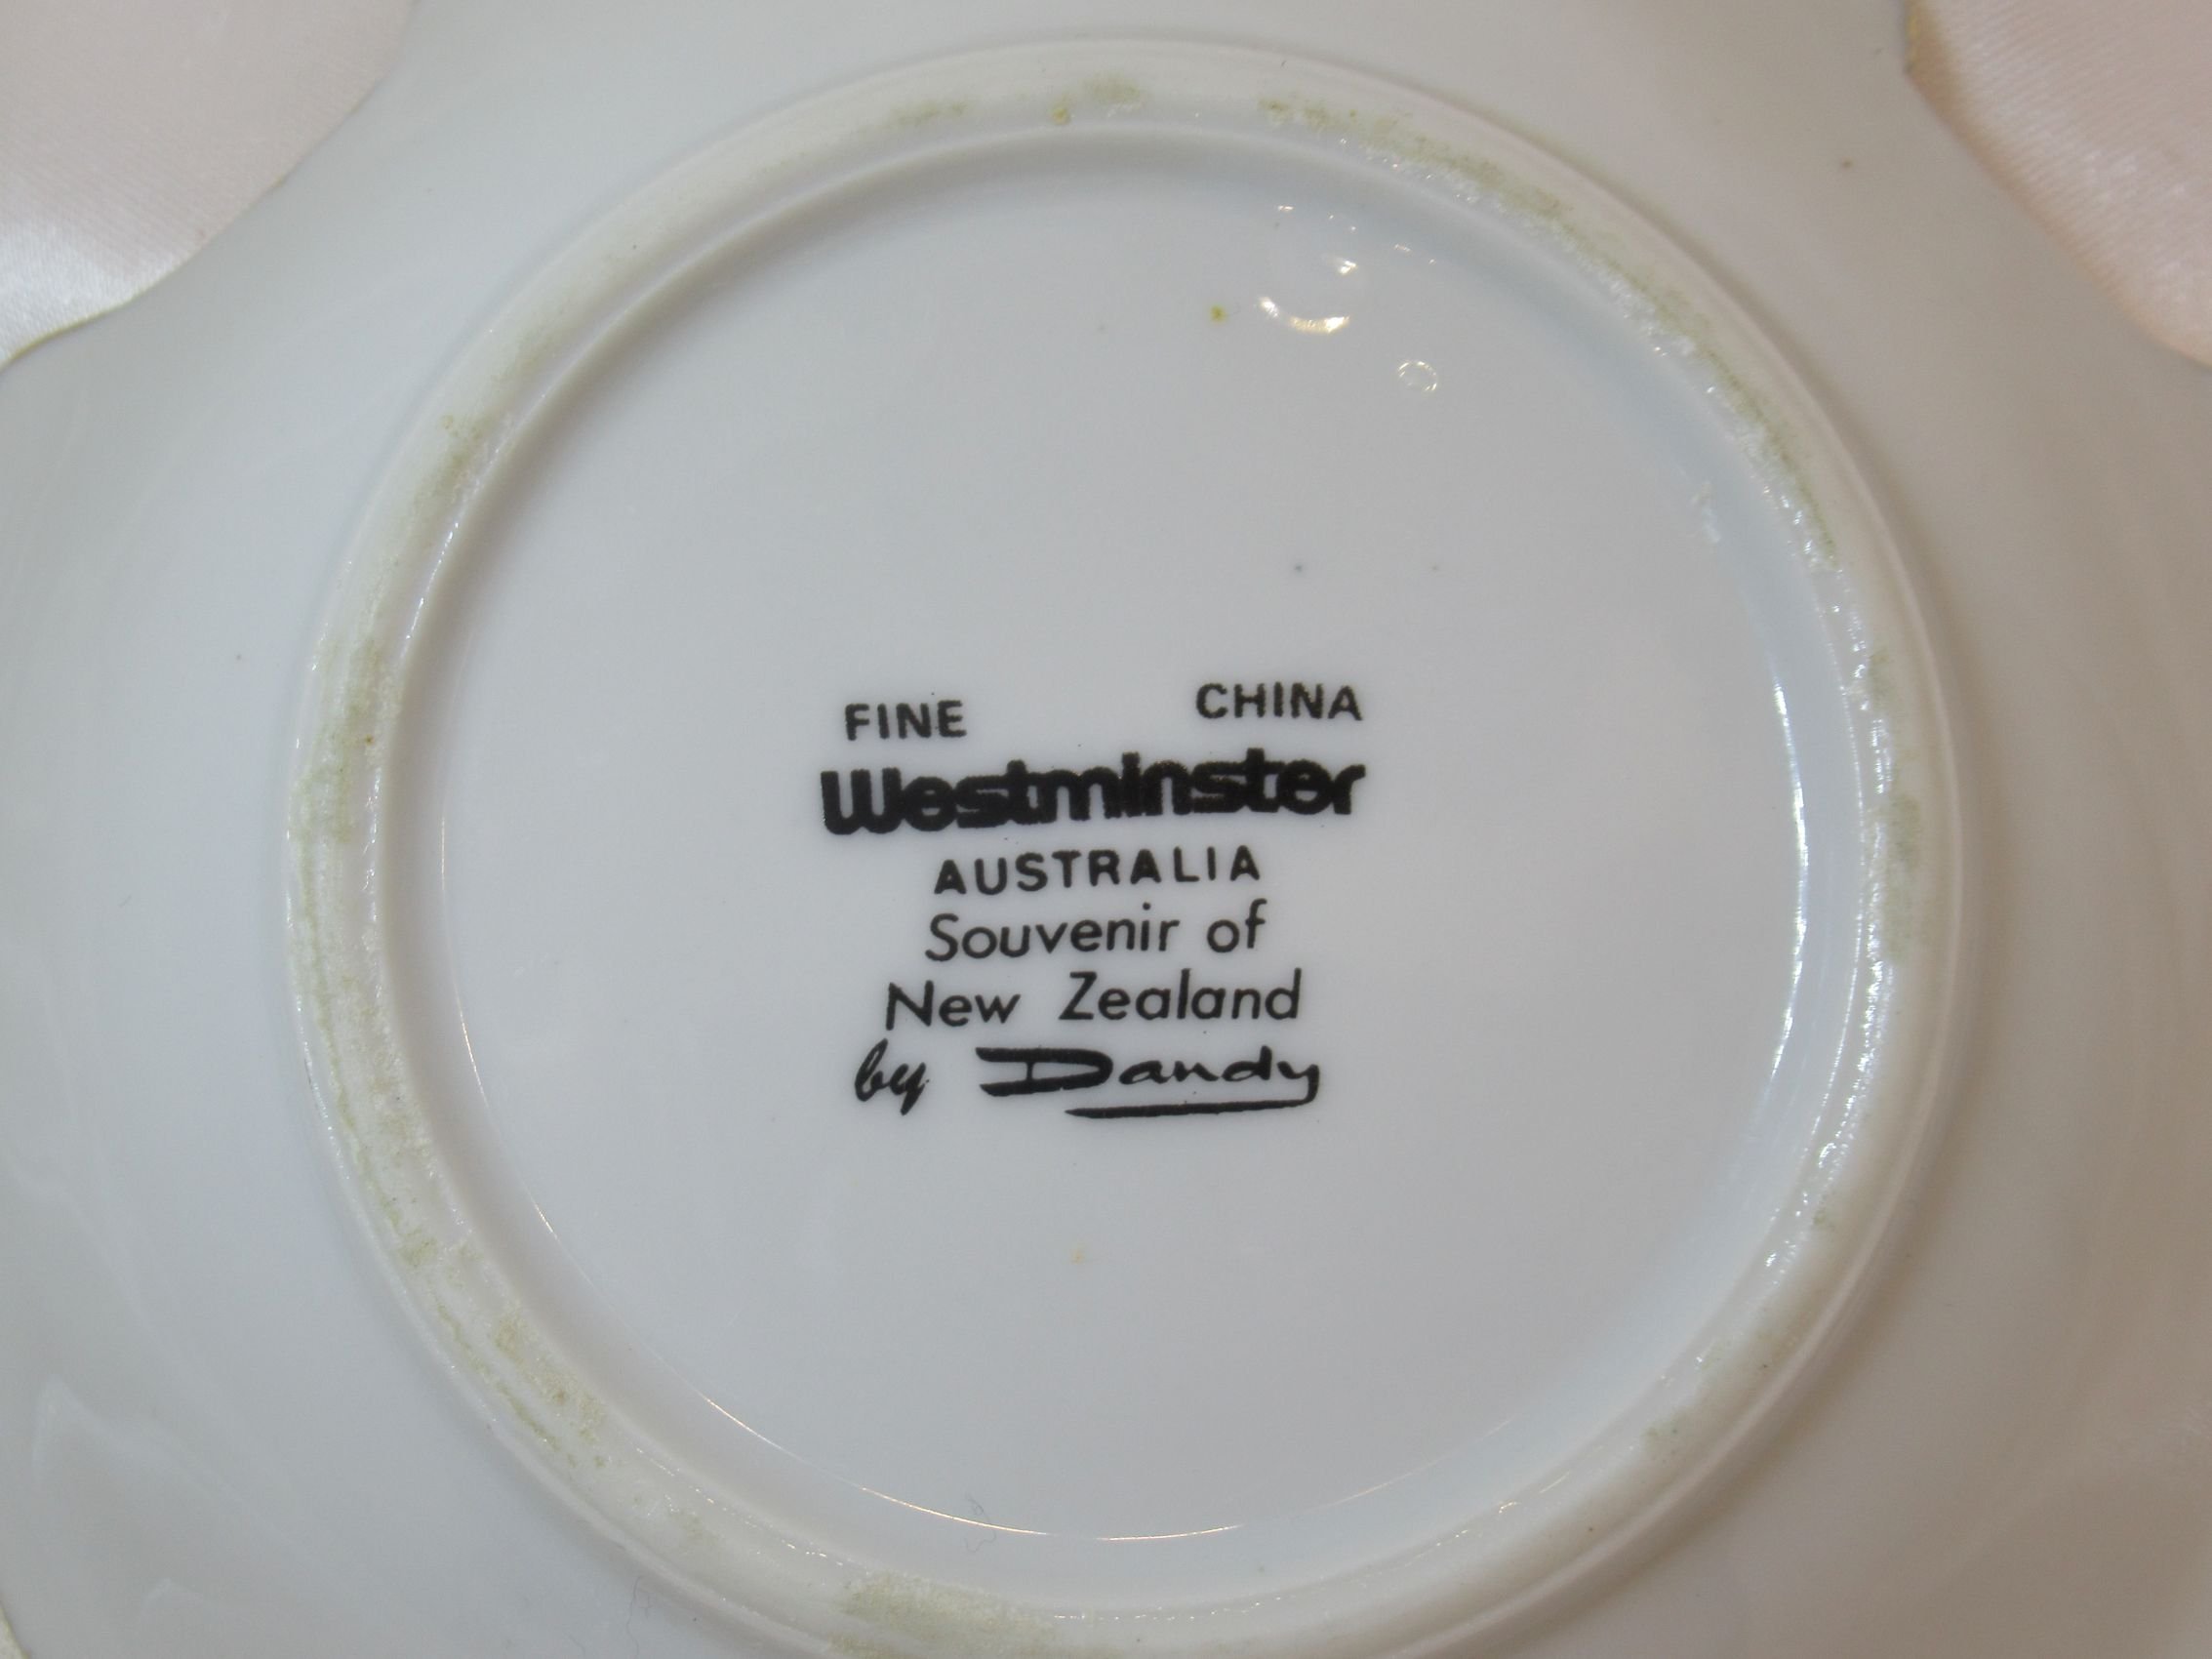 FINE CHINA
Westminster
AUSTRALIA
Souvenir of
New Zealand
by Dandy